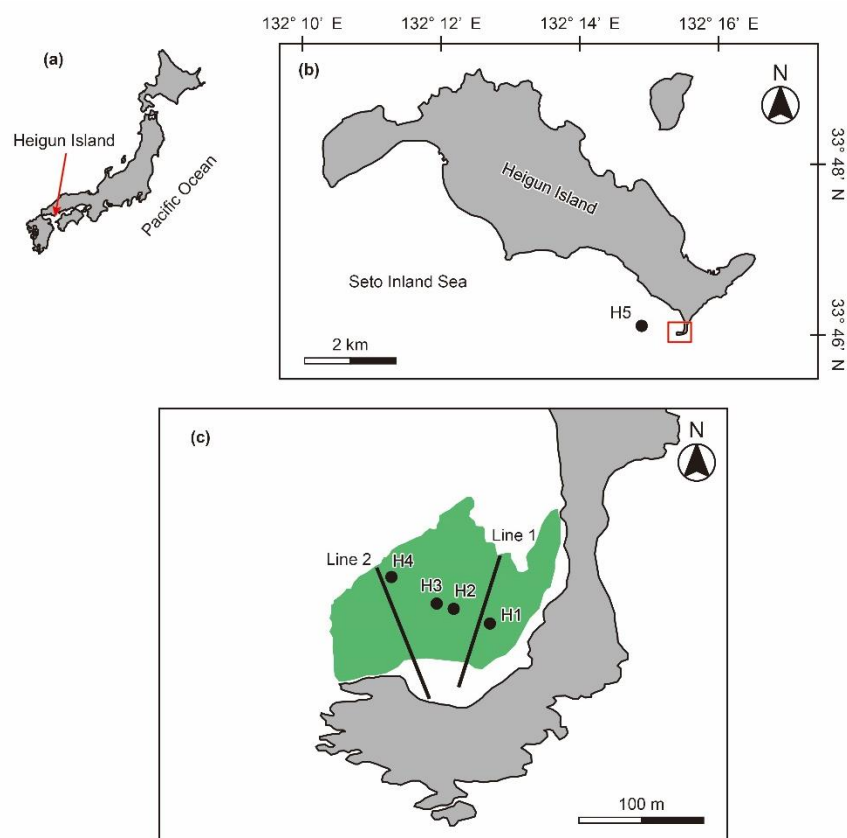 (a)
Heigun Island
Pacific Ocean
132° 10′ E
132° 12′ E
132° 14′ E
132° 16′ E
(b)
N
33° 48′ N
Heigun Island
Seto Inland Sea
H5
33° 46′ N
2 km
(c)
N
Line 1
Line 2
H4
H3
H2
H1
100 m